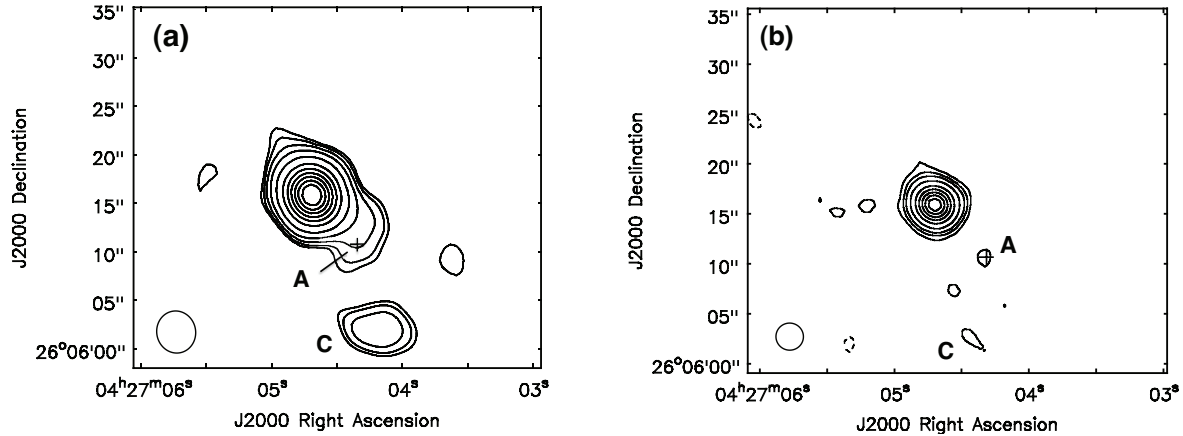 (a)
35"
30"
25"
20"
15"
10"
05"
26°06'00"
04ʰ27ᵐ06ˢ
05ˢ
04ˢ
03ˢ
J2000 Declination
J2000 Right Ascension
A
C
(b)
35"
30"
25"
20"
15"
10"
05"
26°06'00"
04ʰ27ᵐ06ˢ
05ˢ
04ˢ
03ˢ
J2000 Declination
J2000 Right Ascension
A
C